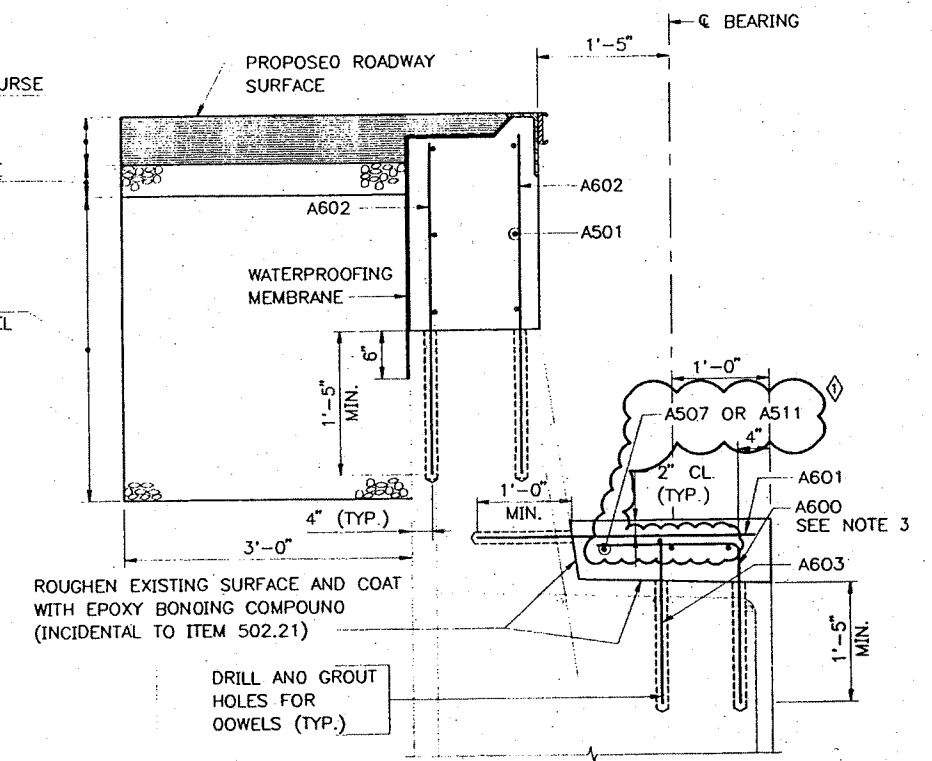 ℄ BEARING
1'-5"
PROPOSEO ROADWAY
SURFACE
URSE
A602
A602
A501
WATERPROOFING
MEMBRANE
EL
6"
1'-5"
MIN.
1'-0"
1
A507 OR A511
4"
2" CL.
(TYP.)
A601
1'-0"
MIN.
A600
SEE NOTE 3
4" (TYP.)
3'-0"
A603
ROUGHEN EXISTING SURFACE AND COAT
WITH EPOXY BONOING COMPOUNO
(INCIDENTAL TO ITEM 502.21)
1'-5"
MIN.
DRILL ANO GROUT
HOLES FOR
OOWELS (TYP.)